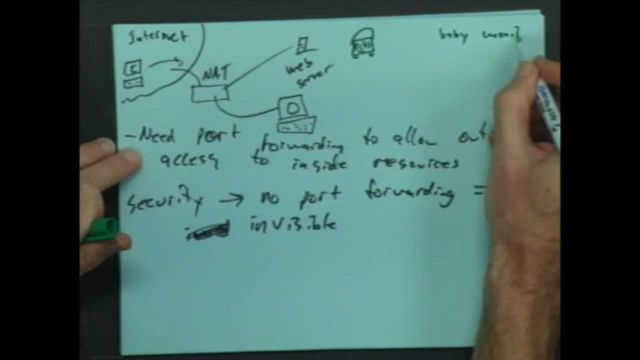 Internet
baby
NAT
web
server
- Need port forwarding to allow
access to inside resources
security → no port forwarding =
invisible